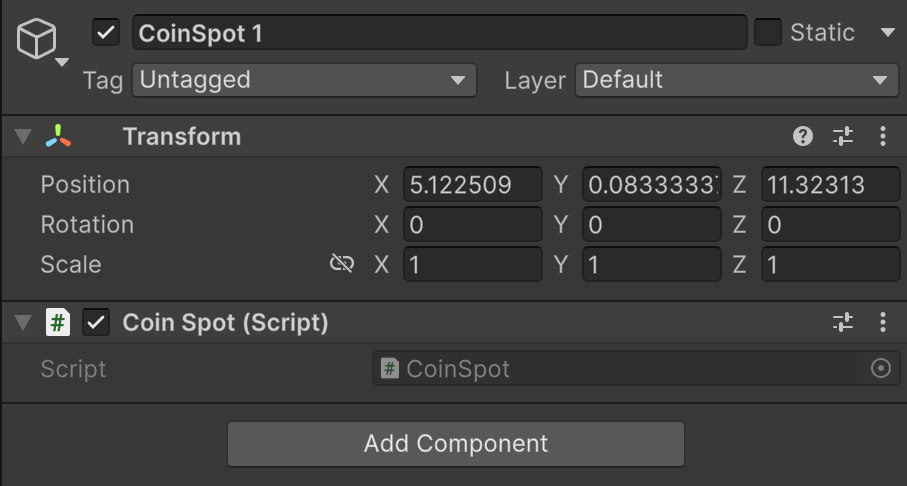 CoinSpot 1
Static
Tag Untagged
Layer Default
Transform
Position X 5.122509 Y 0.0833333 Z 11.32313
Rotation X 0 Y 0 Z 0
Scale X 1 Y 1 Z 1
# Coin Spot (Script)
Script # CoinSpot
Add Component